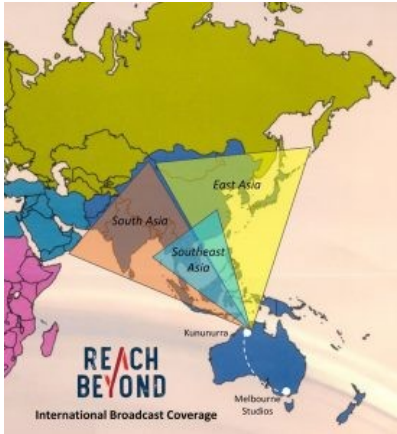 East Asia
South Asia
Southeast
Asia
Kununurra
REACH
BEYOND
Melbourne
Studios
International Broadcast Coverage